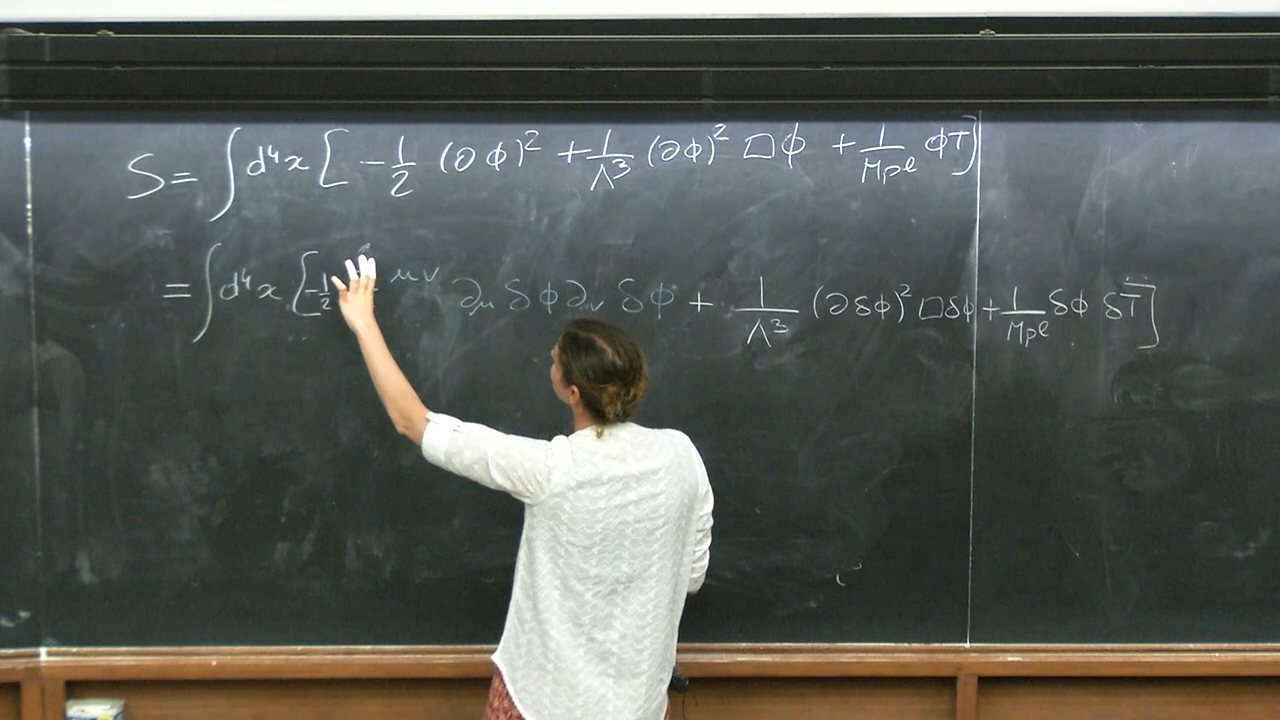 S = ∫ d⁴x [ -1/2 (∂ϕ)² + 1/Λ³ (∂ϕ)² □ϕ + 1/Mpl ϕT ]
= ∫ d⁴x [ -1/2 μν ∂μ δϕ ∂ν δϕ + 1/Λ³ (∂δϕ)² □δϕ + 1/Mpl δϕ δT ]